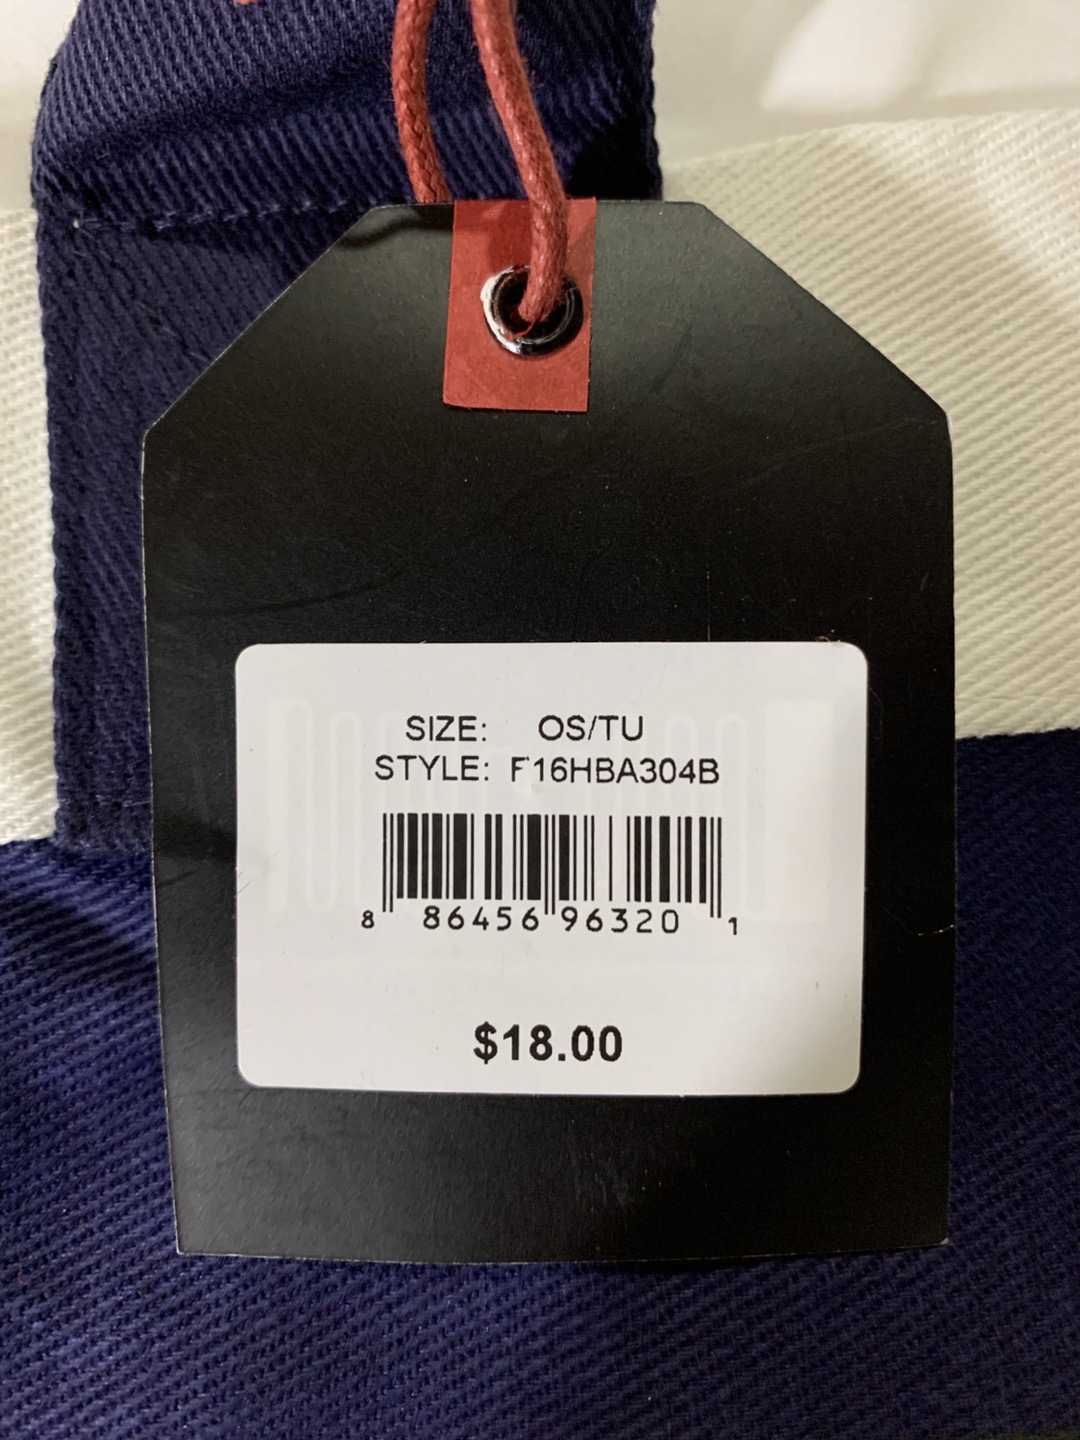 SIZE: OS/TU
STYLE: F16HBA304B
8 86456 96320 1
$18.00